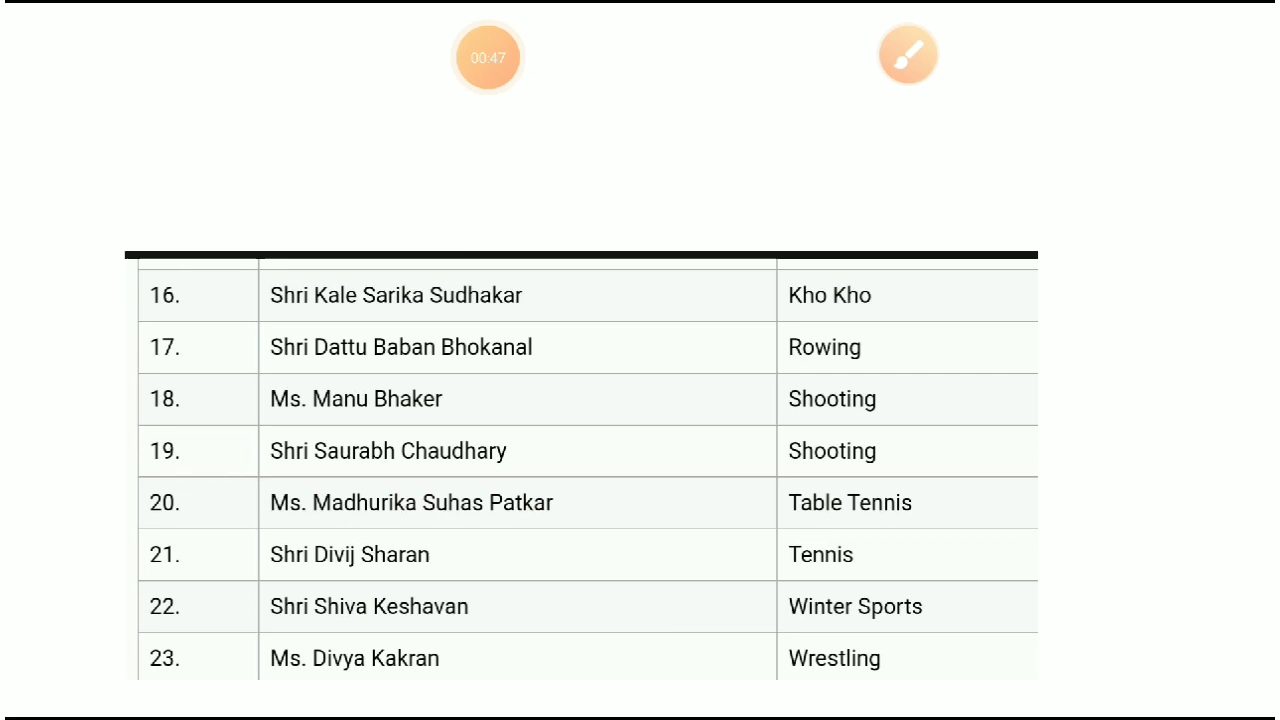 00:47
16. Shri Kale Sarika Sudhakar Kho Kho
17. Shri Dattu Baban Bhokanal Rowing
18. Ms. Manu Bhaker Shooting
19. Shri Saurabh Chaudhary Shooting
20. Ms. Madhurika Suhas Patkar Table Tennis
21. Shri Divij Sharan Tennis
22. Shri Shiva Keshavan Winter Sports
23. Ms. Divya Kakran Wrestling